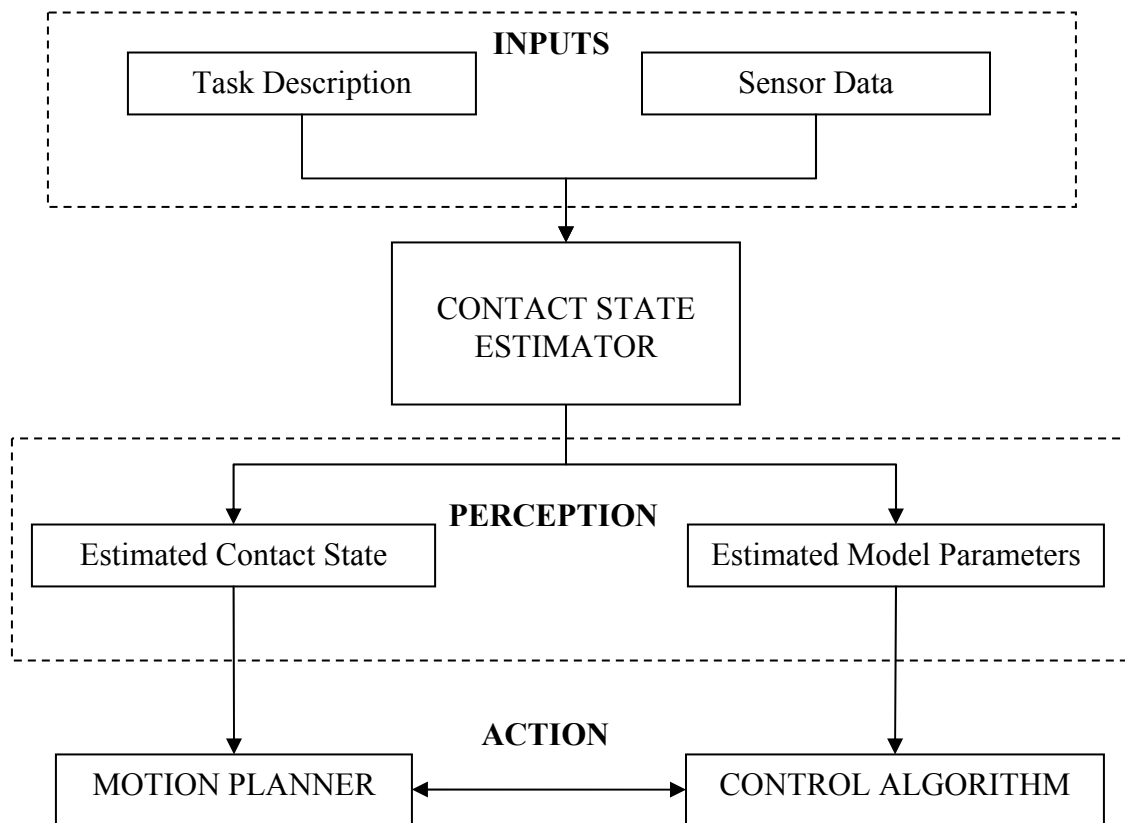 INPUTS
Task Description
Sensor Data
CONTACT STATE
ESTIMATOR
PERCEPTION
Estimated Contact State
Estimated Model Parameters
ACTION
MOTION PLANNER
CONTROL ALGORITHM